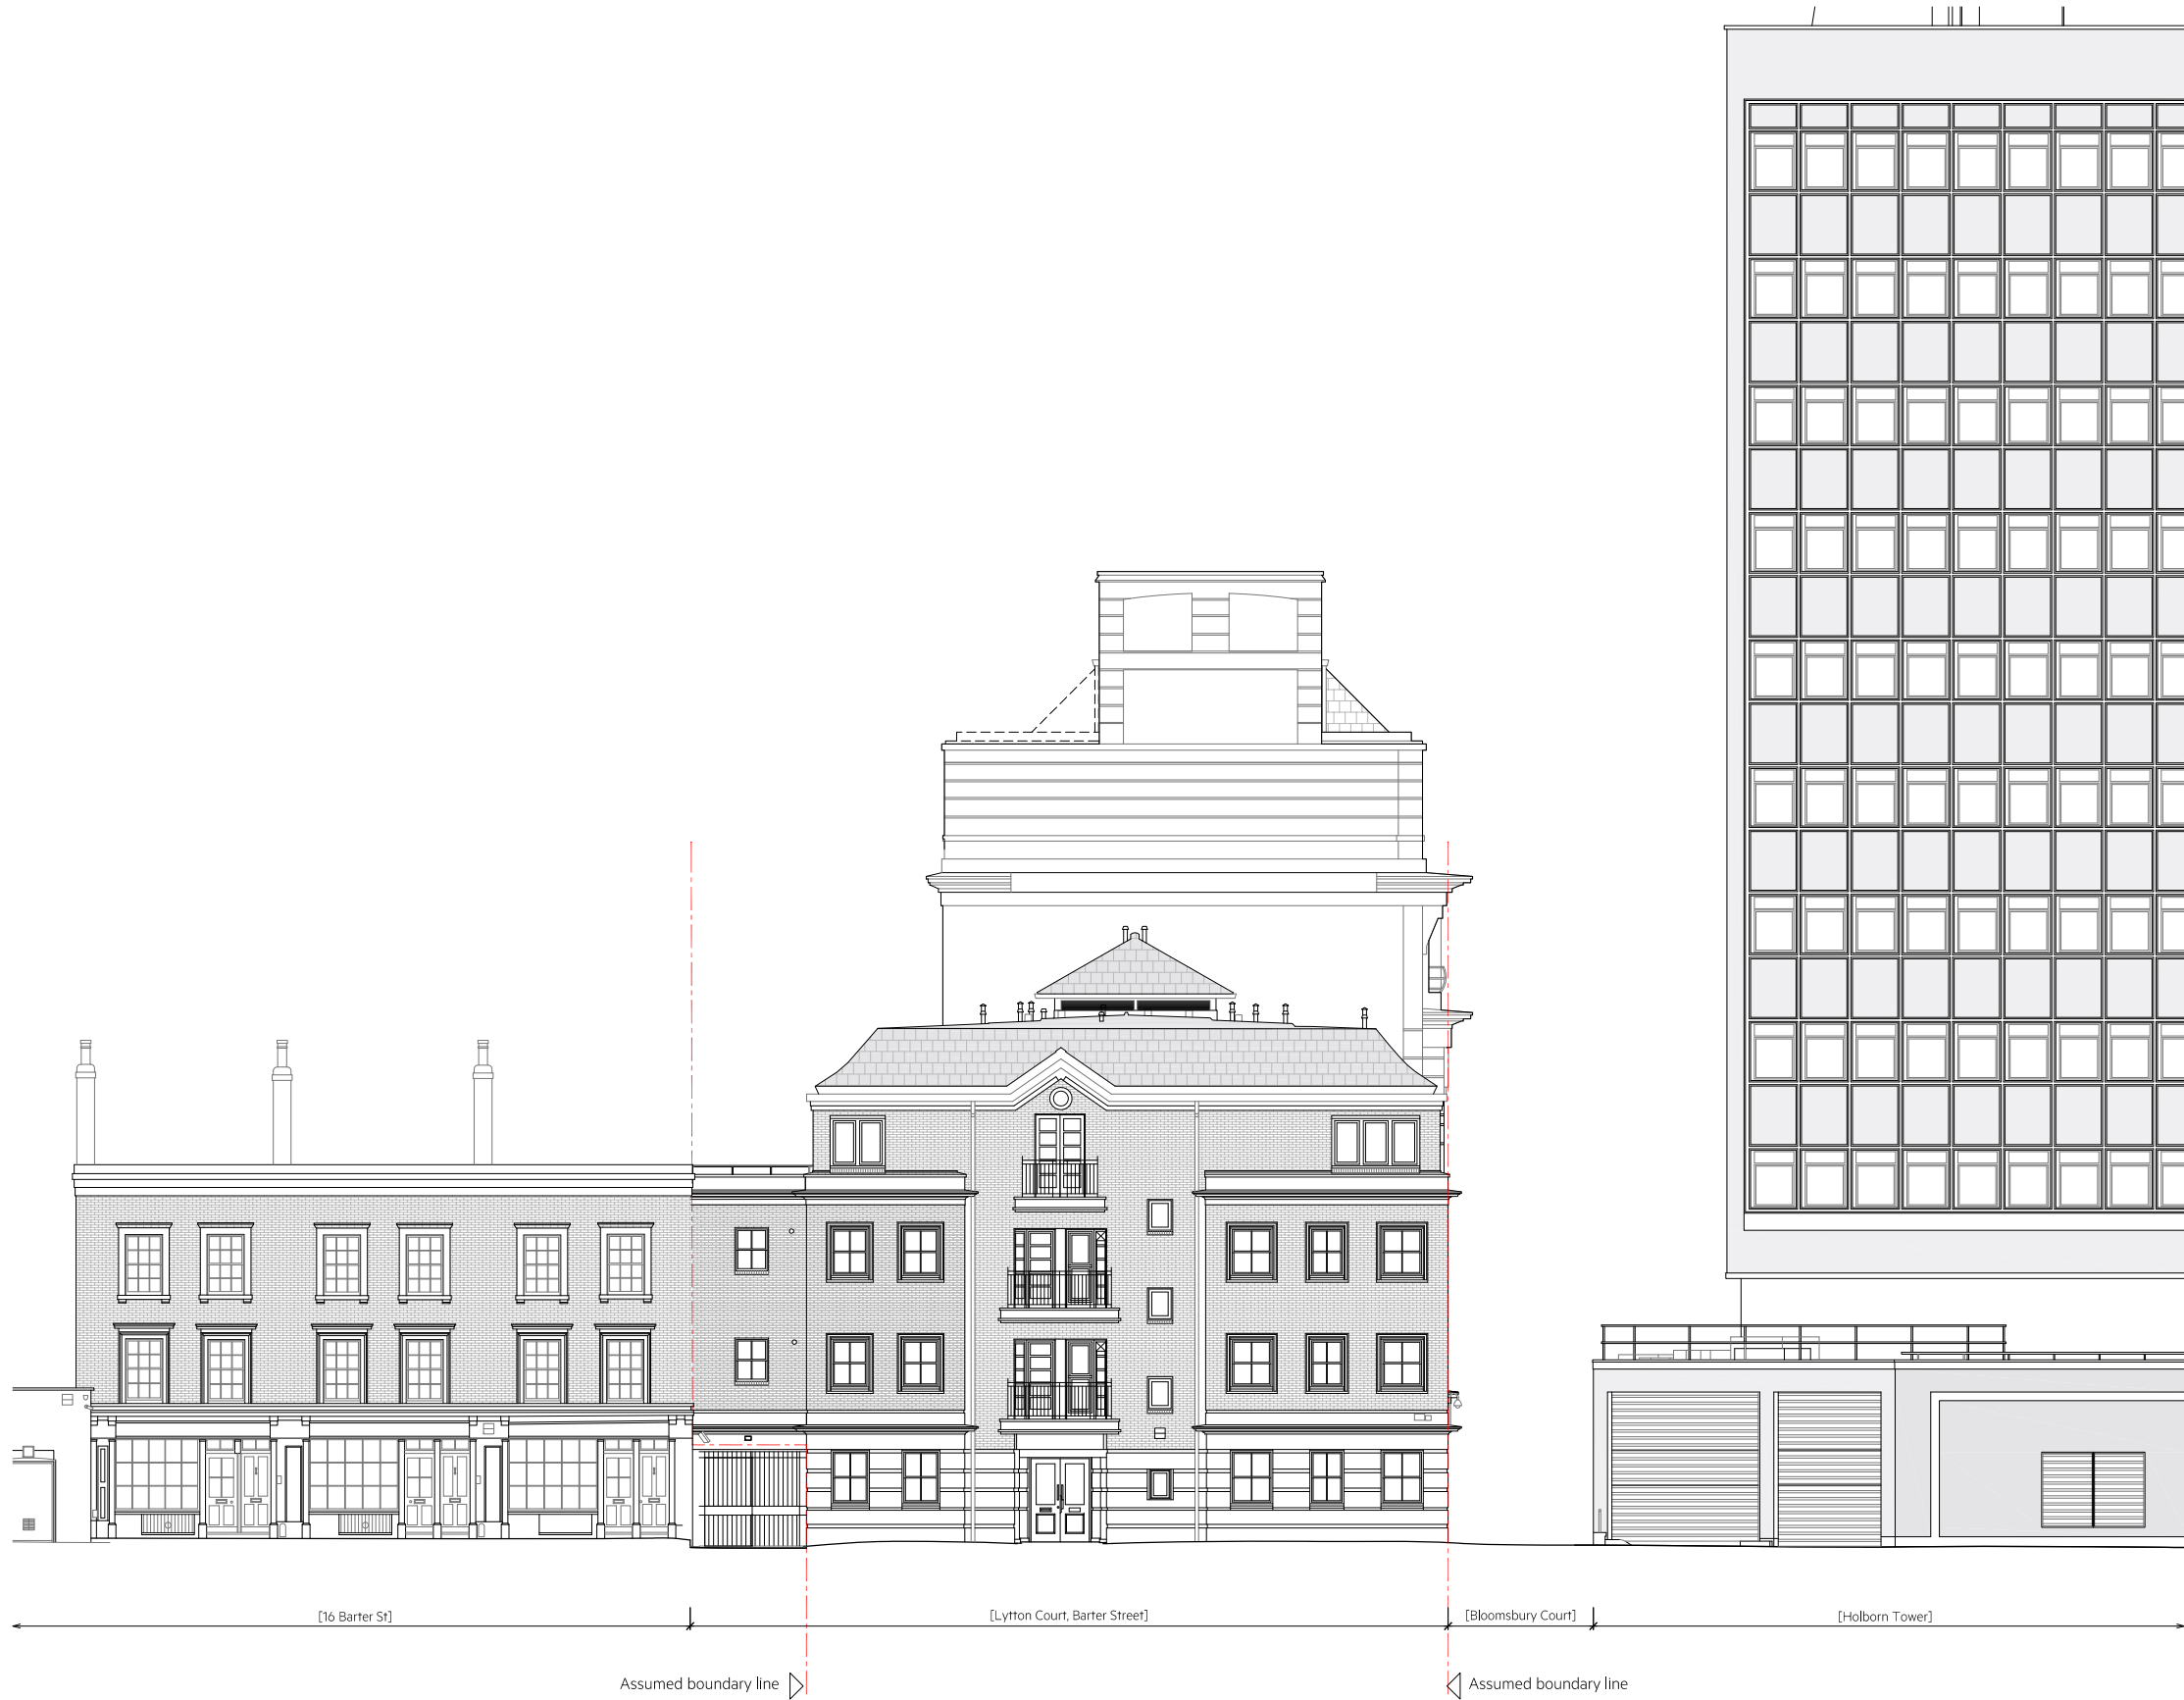 [16 Barter St]
[Lytton Court, Barter Street]
[Bloomsbury Court]
[Holborn Tower]
Assumed boundary line
Assumed boundary line